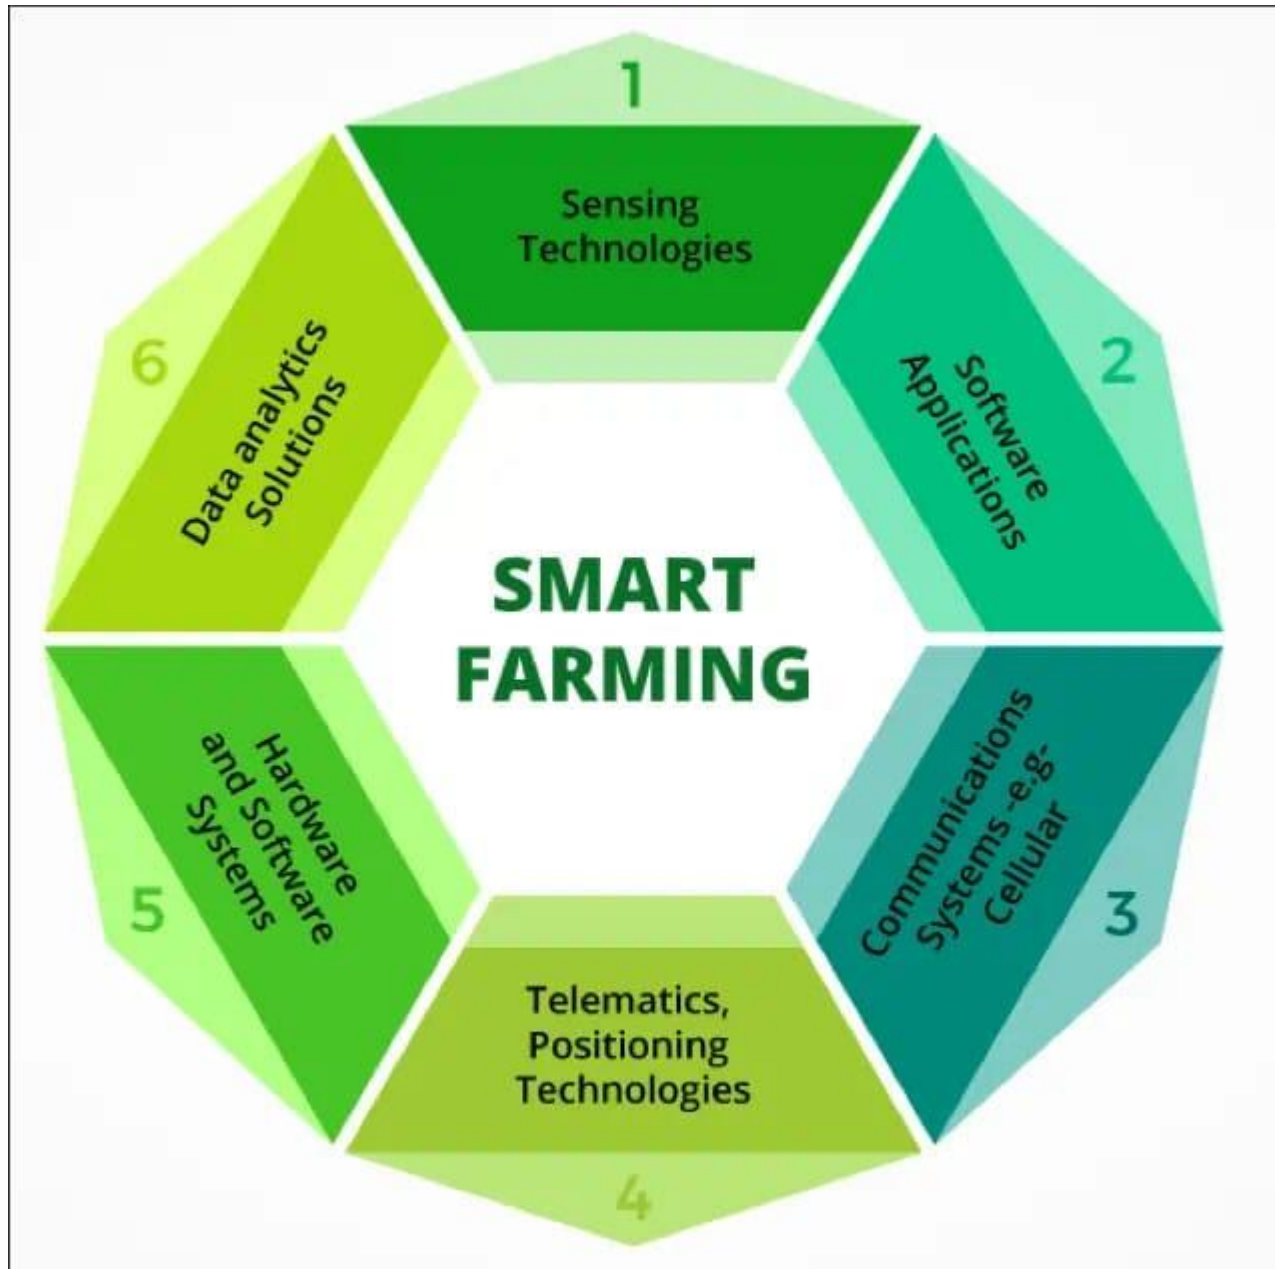 1
Sensing
Technologies
2
Software
Applications
3
Communications
Systems -e.g-
Cellular
4
Telematics,
Positioning
Technologies
5
Hardware
and Software
Systems
6
Data analytics
Solutions
SMART
FARMING